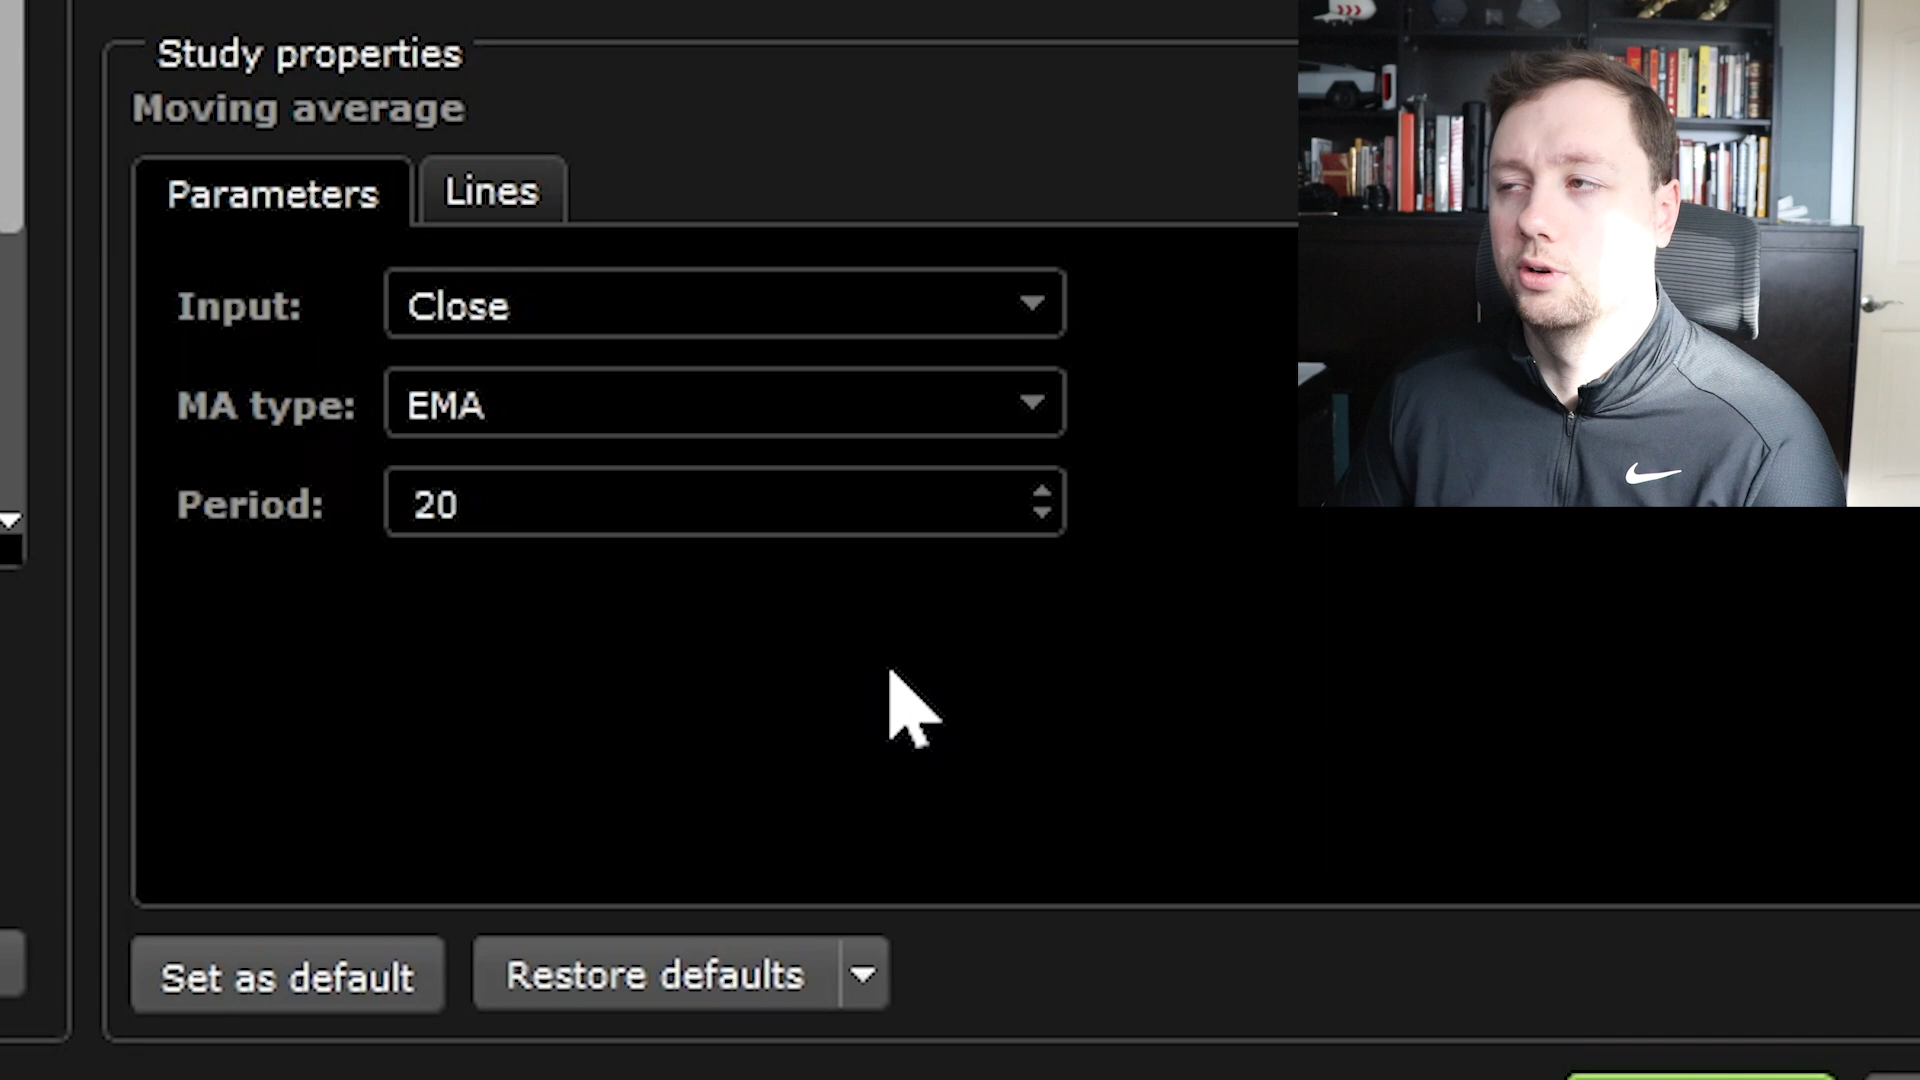 Study properties
Moving average
Parameters
Lines
Input:
Close
MA type:
EMA
Period:
20
Set as default
Restore defaults